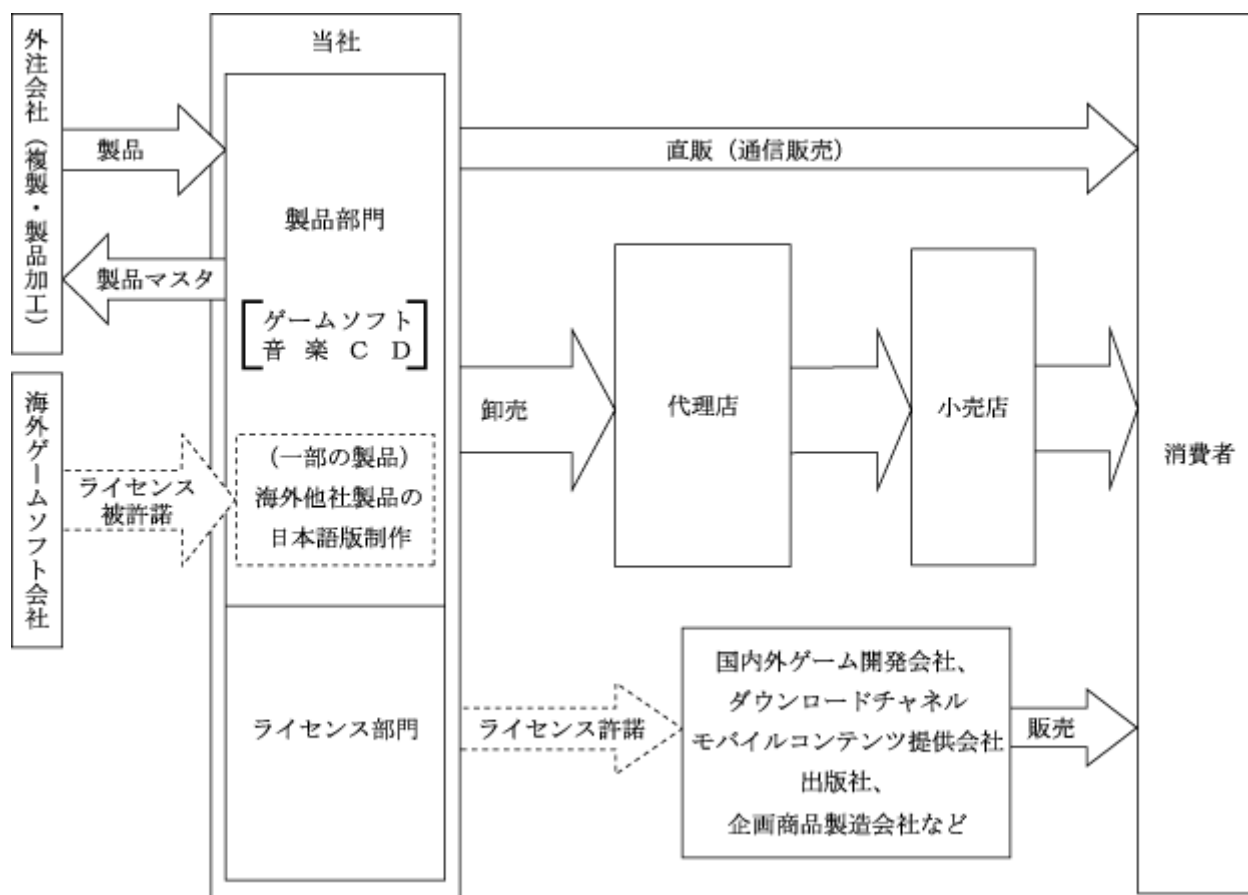 外注会社（複製・製品加工）
製品
製品マスタ
海外ゲームソフト会社
ライセンス
被許諾
当社
製品部門
ゲームソフト
音楽ＣＤ
（一部の製品）
海外他社製品の
日本語版制作
ライセンス部門
直販（通信販売）
卸売
代理店
小売店
ライセンス許諾
国内外ゲーム開発会社、
ダウンロードチャネル
モバイルコンテンツ提供会社
出版社、
企画商品製造会社など
販売
消費者